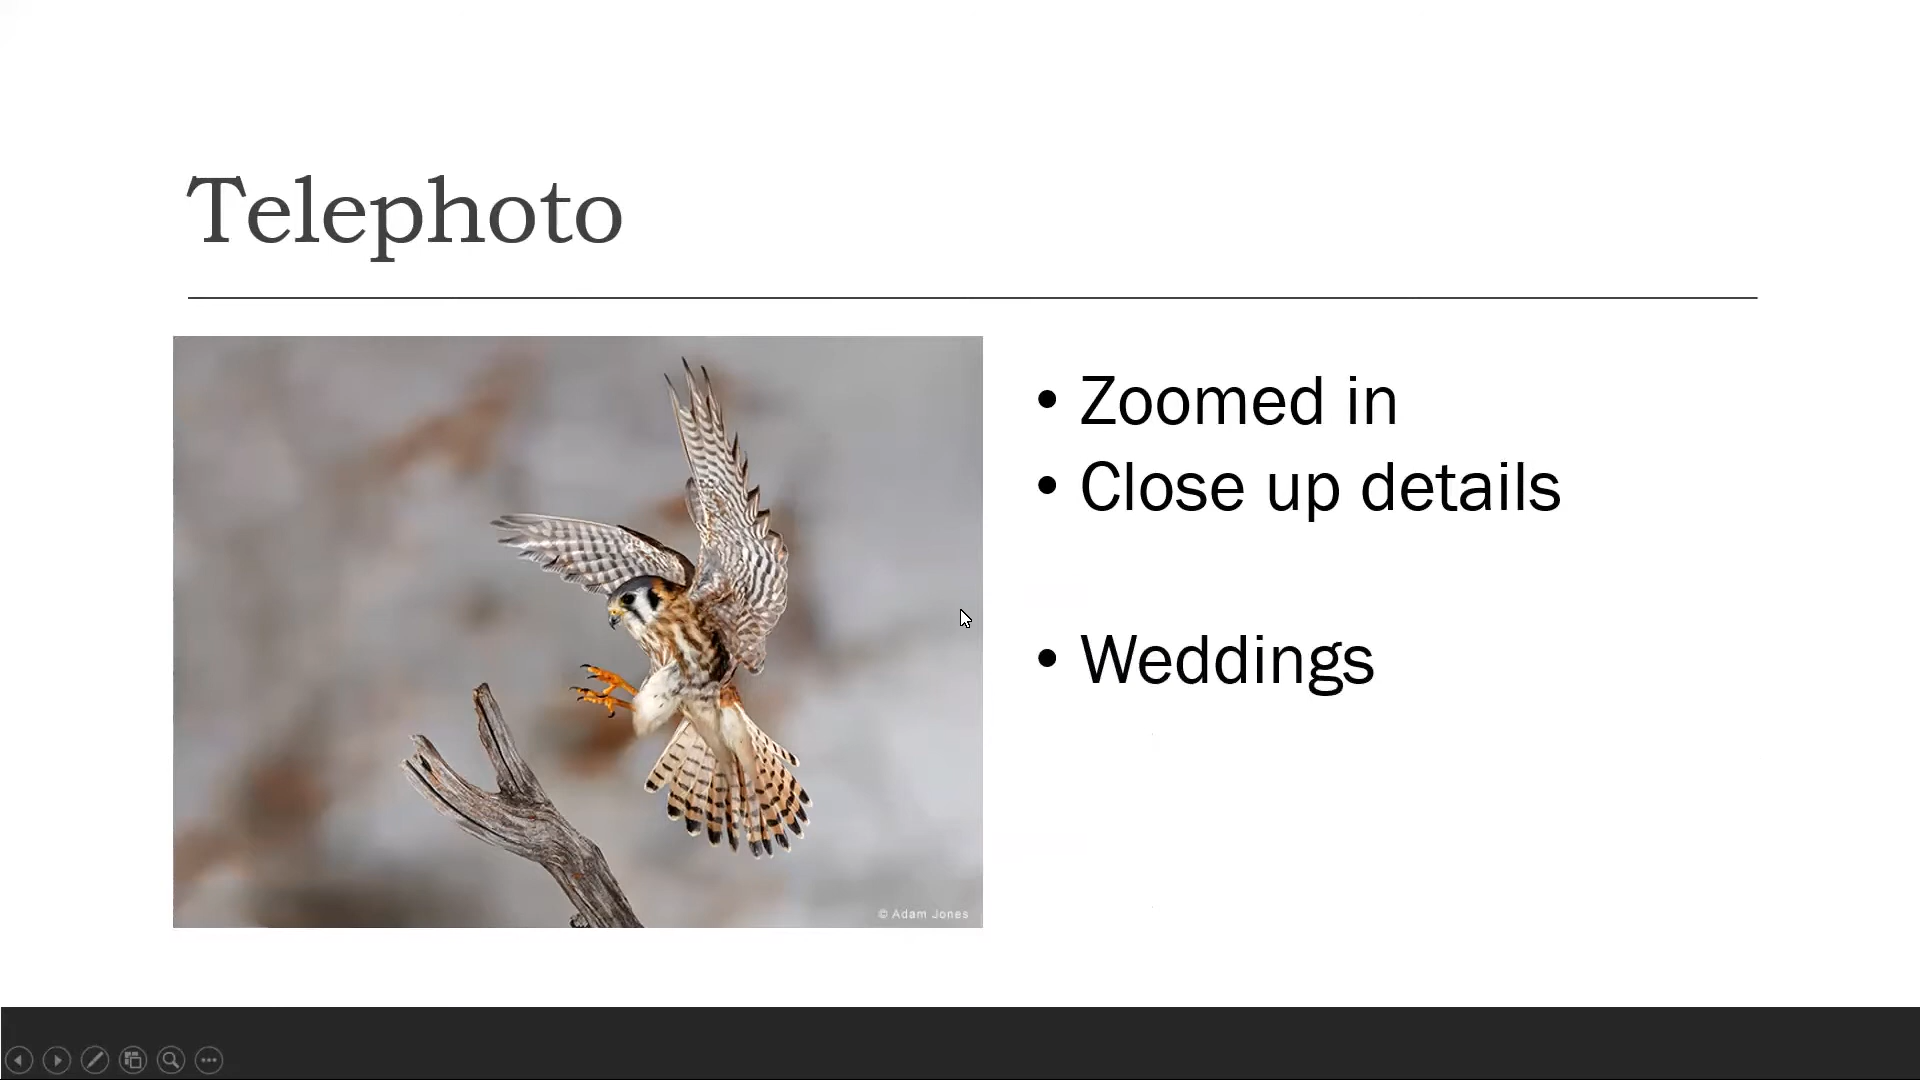 Telephoto
• Zoomed in
• Close up details
• Weddings
© Adam Jones